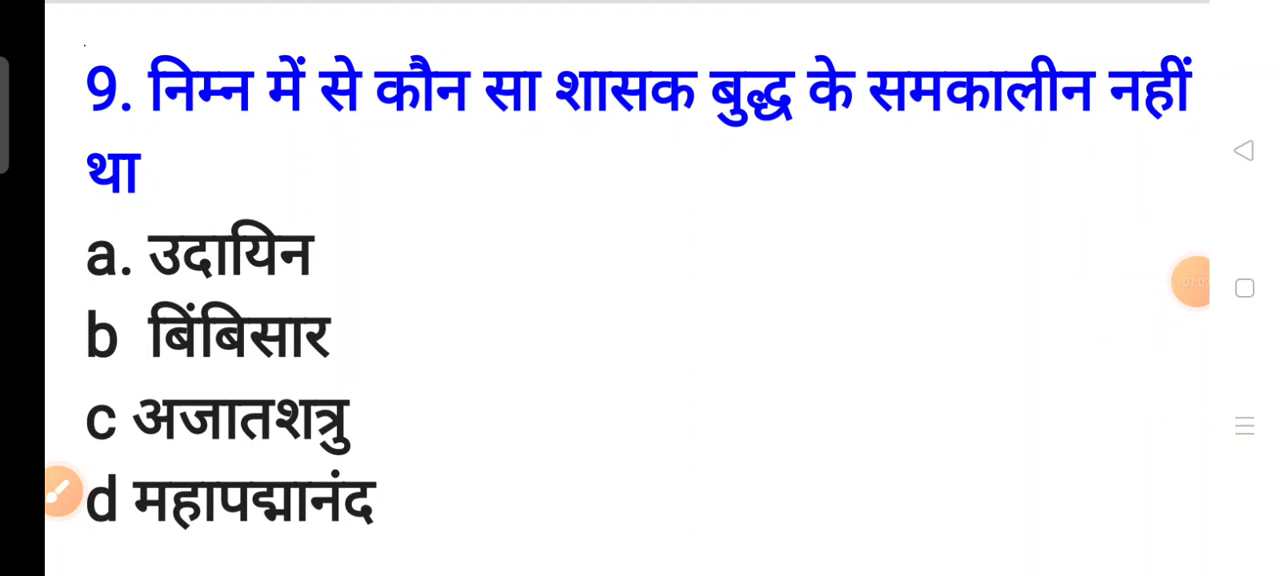 9. निम्न में से कौन सा शासक बुद्ध के समकालीन नहीं
था
a. उदायिन
b बिंबिसार
c अजातशत्रु
d महापद्मानंद